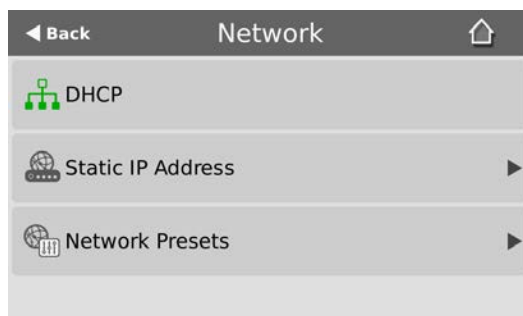 Back
Network
DHCP
Static IP Address
Network Presets